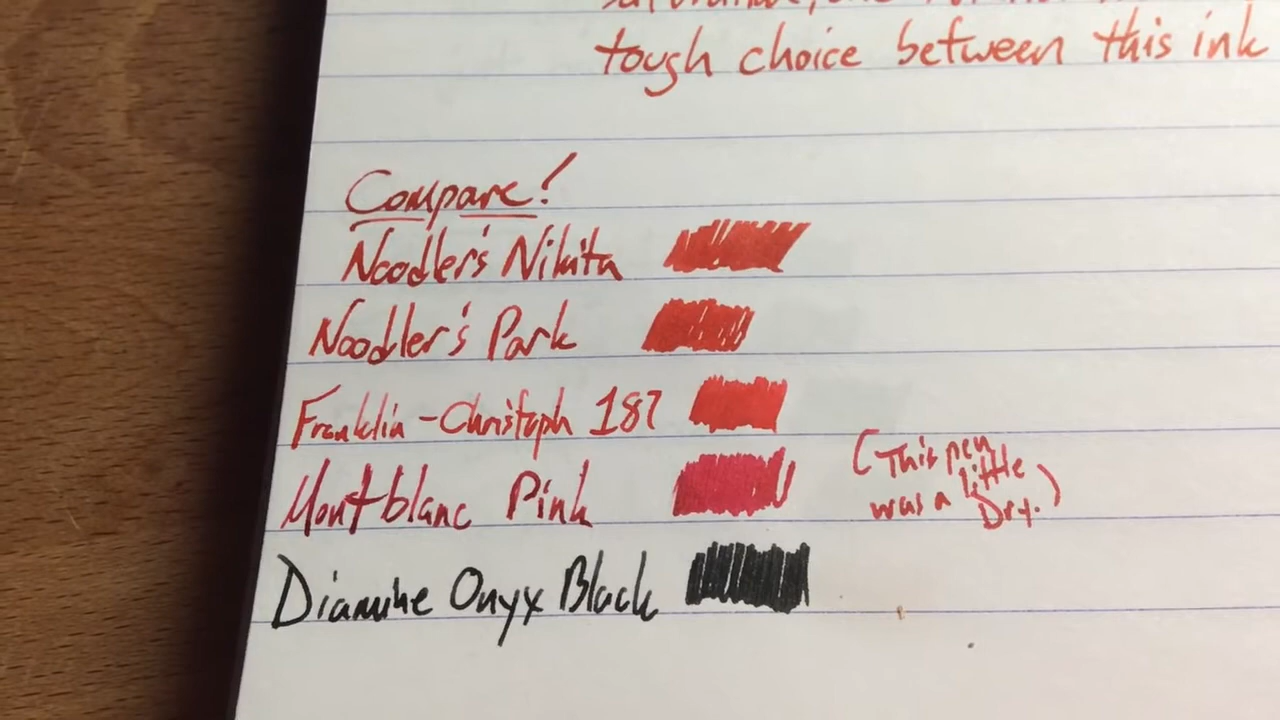 tough choice between this ink
Compare!
Noodler's Nikita
Noodler's Park
Franklin-Christoph 187
Montblanc Pink
(This pen
was a little
Dry.)
Diamine Onyx Black